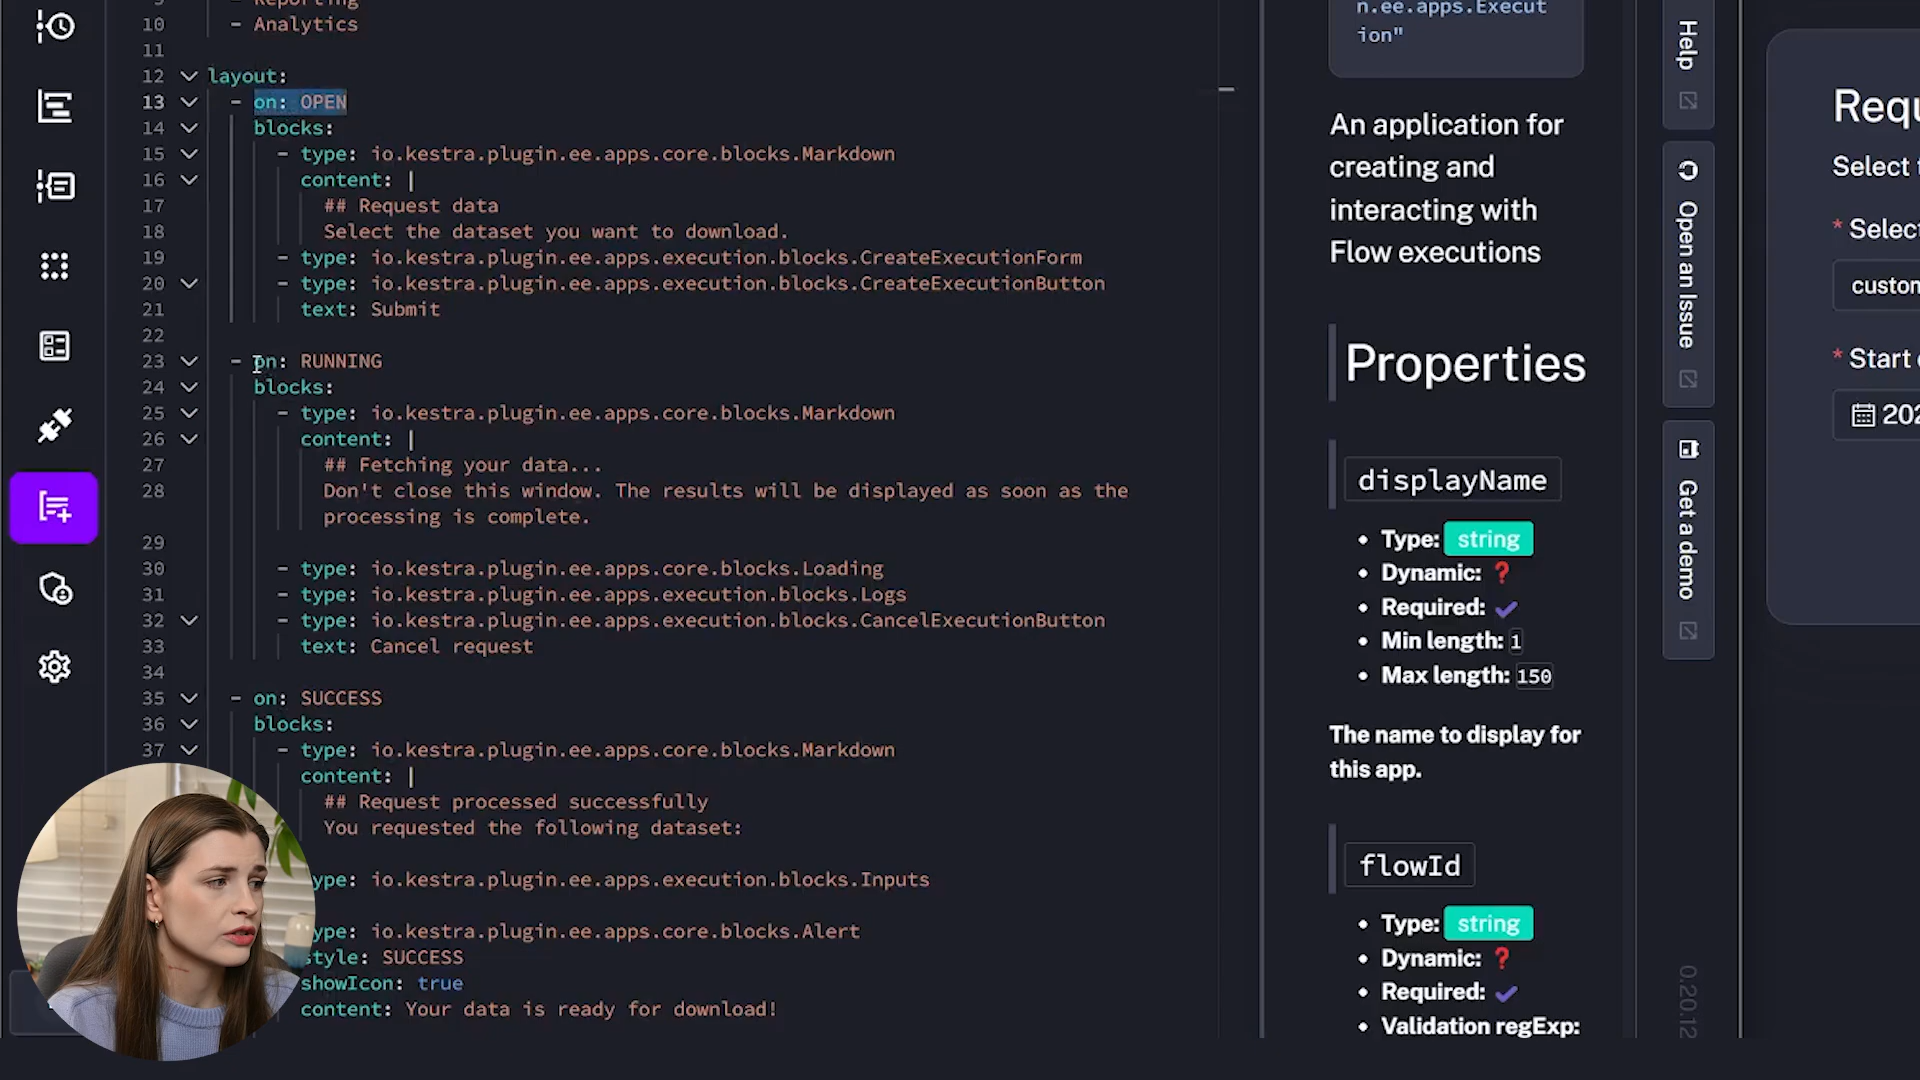 9 - Reporting
10 - Analytics
11
12 layout:
13 - on: OPEN
14 blocks:
15 - type: io.kestra.plugin.ee.apps.core.blocks.Markdown
16 content: |
17 ## Request data
18 Select the dataset you want to download.
19 - type: io.kestra.plugin.ee.apps.execution.blocks.CreateExecutionForm
20 - type: io.kestra.plugin.ee.apps.execution.blocks.CreateExecutionButton
21 text: Submit
22
23 - on: RUNNING
24 blocks:
25 - type: io.kestra.plugin.ee.apps.core.blocks.Markdown
26 content: |
27 ## Fetching your data...
28 Don't close this window. The results will be displayed as soon as the
processing is complete.
29
30 - type: io.kestra.plugin.ee.apps.core.blocks.Loading
31 - type: io.kestra.plugin.ee.apps.execution.blocks.Logs
32 - type: io.kestra.plugin.ee.apps.execution.blocks.CancelExecutionButton
33 text: Cancel request
34
35 - on: SUCCESS
36 blocks:
37 - type: io.kestra.plugin.ee.apps.core.blocks.Markdown
content: |
## Request processed successfully
You requested the following dataset:
ype: io.kestra.plugin.ee.apps.execution.blocks.Inputs
ype: io.kestra.plugin.ee.apps.core.blocks.Alert
style: SUCCESS
showIcon: true
content: Your data is ready for download!
n.ee.apps.Execut
ion"
An application for
creating and
interacting with
Flow executions
Properties
displayName
• Type: string
• Dynamic: ❓
• Required: ✔
• Min length: 1
• Max length: 150
The name to display for
this app.
flowId
• Type: string
• Dynamic: ❓
• Required: ✔
• Validation regExp:
Help
Open an Issue
Get a demo
0.20.12
Requ
Select
* Select
custom
* Start
202